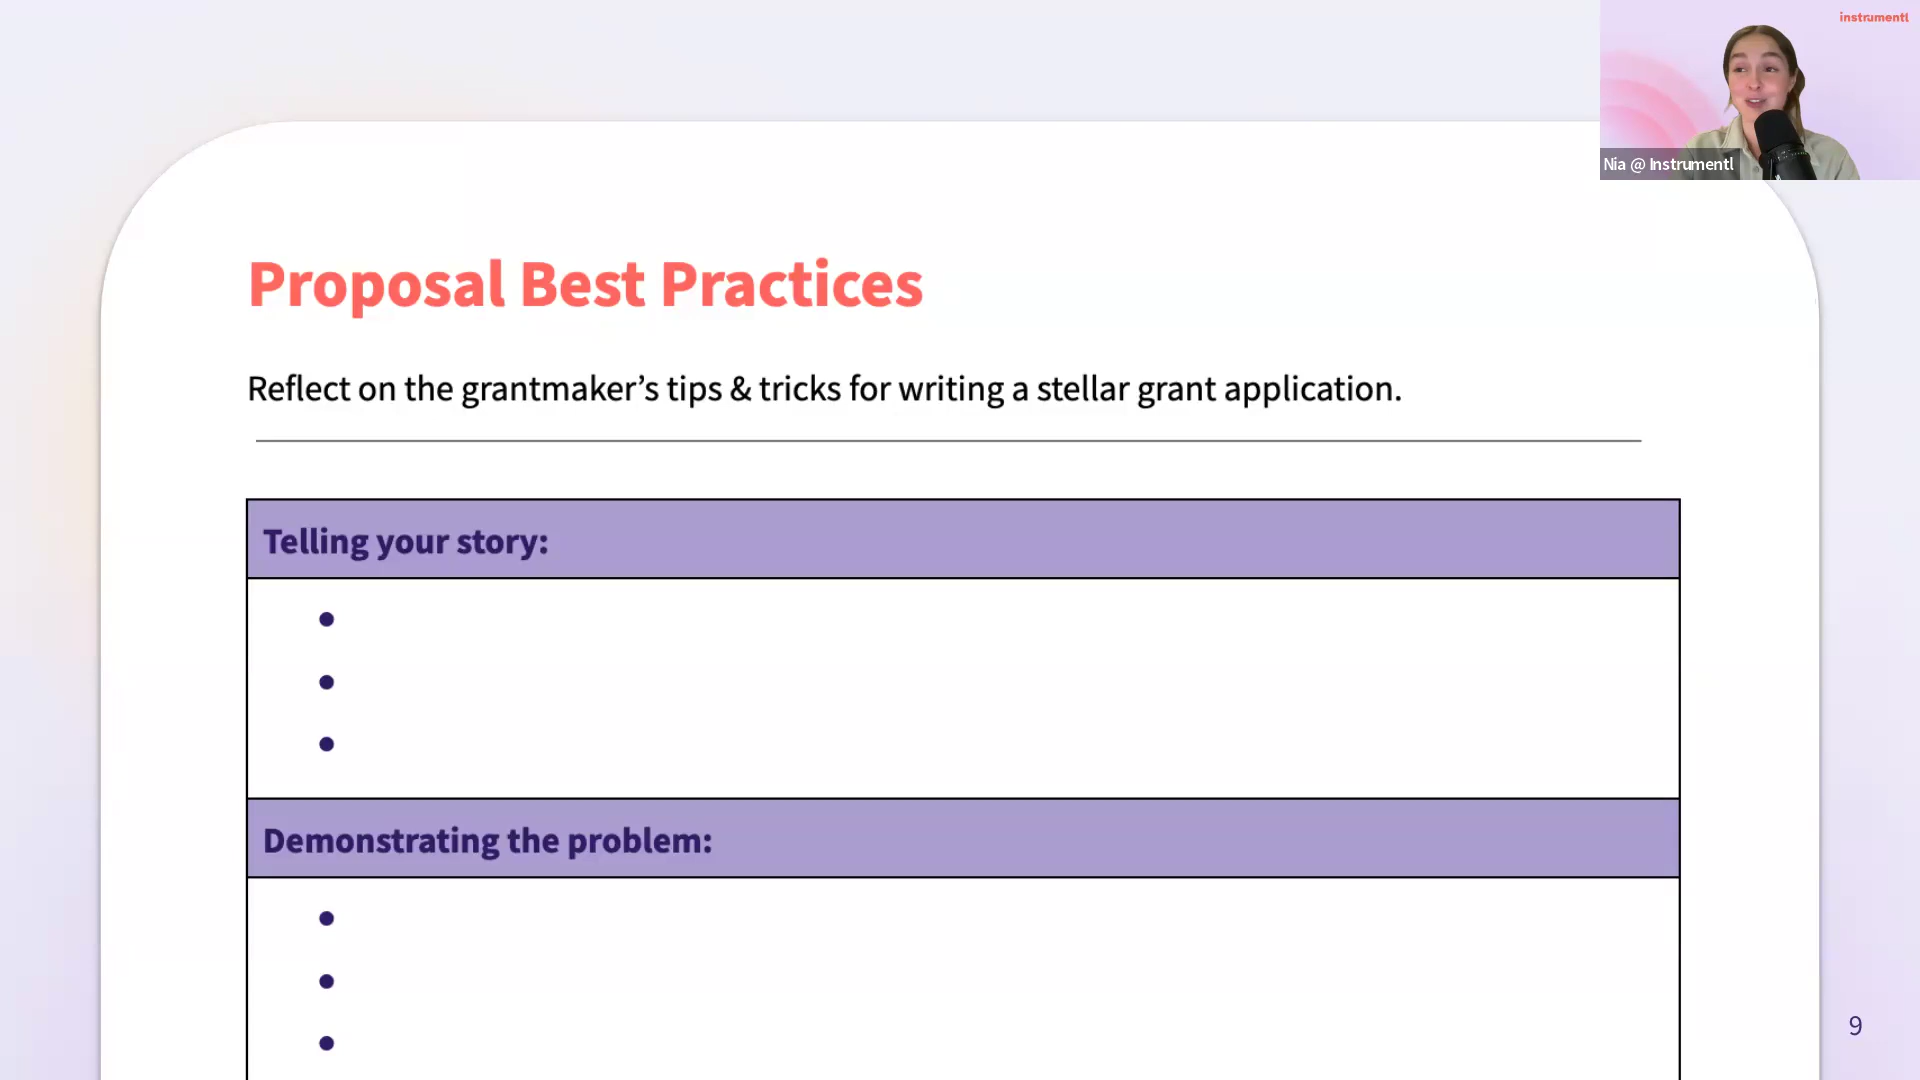 instrumentl
Nia @ Instrumentl
Proposal Best Practices
Reflect on the grantmaker’s tips & tricks for writing a stellar grant application.
Telling your story:
Demonstrating the problem:
9